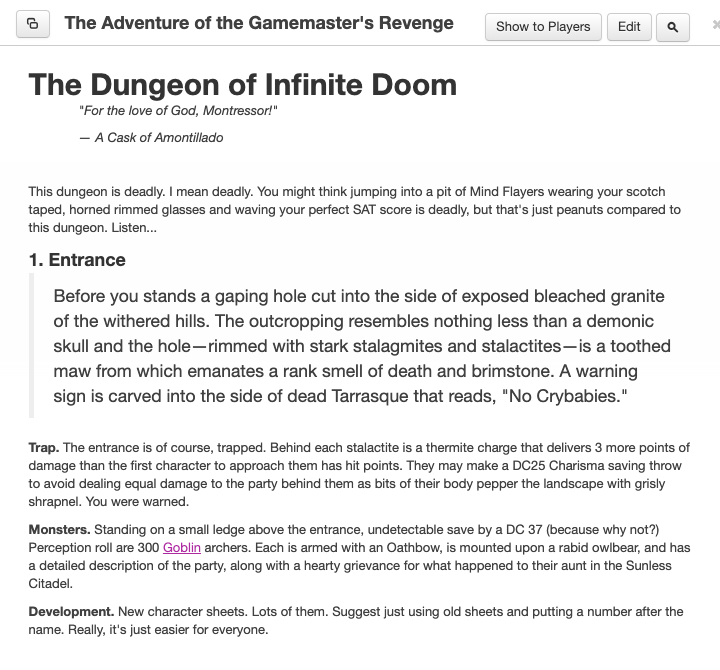 The Adventure of the Gamemaster's Revenge
Show to Players
Edit
The Dungeon of Infinite Doom
"For the love of God, Montressor!"
— A Cask of Amontillado
This dungeon is deadly. I mean deadly. You might think jumping into a pit of Mind Flayers wearing your scotch
taped, horned rimmed glasses and waving your perfect SAT score is deadly, but that's just peanuts compared to
this dungeon. Listen...
1. Entrance
Before you stands a gaping hole cut into the side of exposed bleached granite
of the withered hills. The outcropping resembles nothing less than a demonic
skull and the hole—rimmed with stark stalagmites and stalactites—is a toothed
maw from which emanates a rank smell of death and brimstone. A warning
sign is carved into the side of dead Tarrasque that reads, "No Crybabies."
Trap. The entrance is of course, trapped. Behind each stalactite is a thermite charge that delivers 3 more points of
damage than the first character to approach them has hit points. They may make a DC25 Charisma saving throw
to avoid dealing equal damage to the party behind them as bits of their body pepper the landscape with grisly
shrapnel. You were warned.
Monsters. Standing on a small ledge above the entrance, undetectable save by a DC 37 (because why not?)
Perception roll are 300 Goblin archers. Each is armed with an Oathbow, is mounted upon a rabid owlbear, and has
a detailed description of the party, along with a hearty grievance for what happened to their aunt in the Sunless
Citadel.
Development. New character sheets. Lots of them. Suggest just using old sheets and putting a number after the
name. Really, it's just easier for everyone.